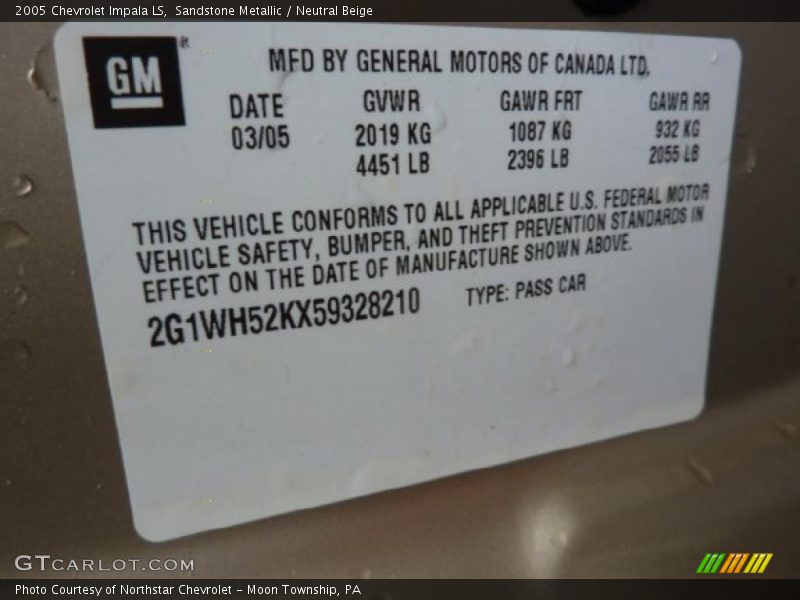 2005 Chevrolet Impala LS, Sandstone Metallic / Neutral Beige
GM ®
MFD BY GENERAL MOTORS OF CANADA LTD.
DATE GVWR GAWR FRT GAWR RR
03/05 2019 KG 1087 KG 932 KG
4451 LB 2396 LB 2055 LB
THIS VEHICLE CONFORMS TO ALL APPLICABLE U.S. FEDERAL MOTOR
VEHICLE SAFETY, BUMPER, AND THEFT PREVENTION STANDARDS IN
EFFECT ON THE DATE OF MANUFACTURE SHOWN ABOVE.
2G1WH52KX59328210 TYPE: PASS CAR
GTCARLOT.COM
Photo Courtesy of Northstar Chevrolet - Moon Township, PA